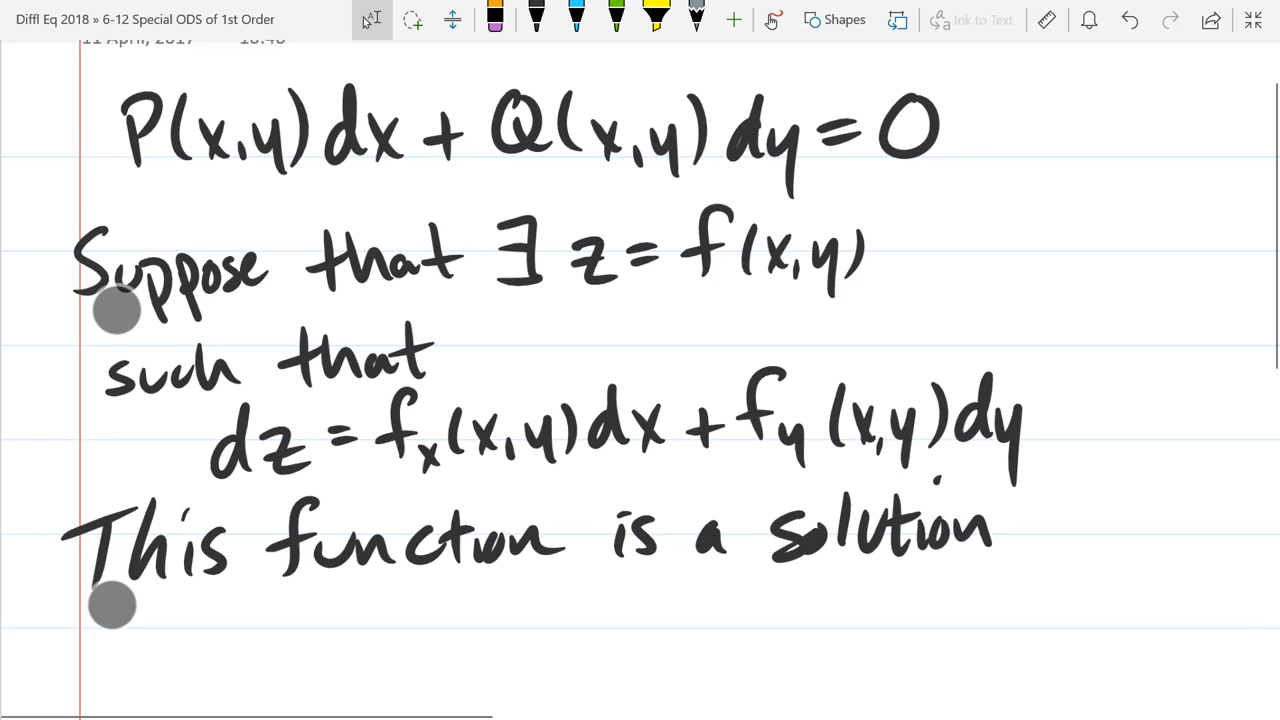 Diffl Eq 2018 » 6-12 Special ODS of 1st Order
Ink to Text
Shapes
P(x,y)dx + Q(x,y)dy = 0
Suppose that ∃ z = f(x,y)
such that
dz = fₓ(x,y)dx + f_y(x,y)dy
This function is a solution